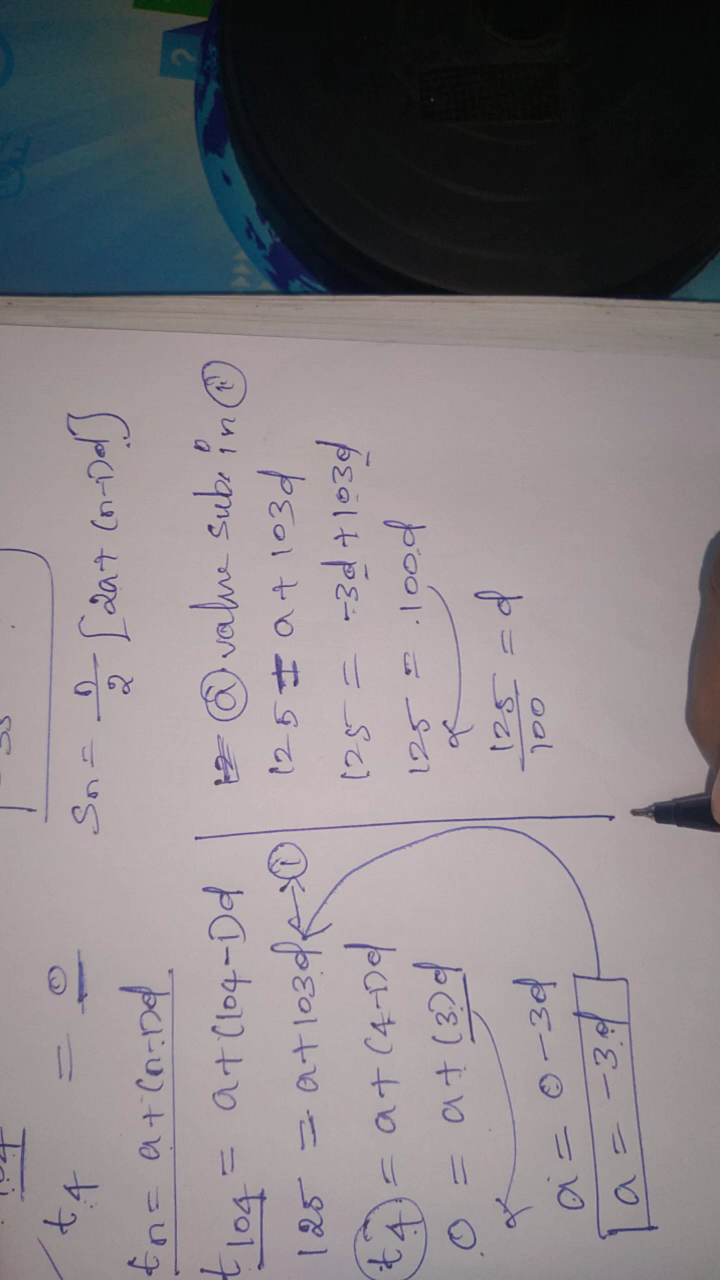 t4 = 0
tn = a+(n-1)d
Sn = n/2 [2a+(n-1)d]
t104 = a+(104-1)d
125 = a+103d → ①
t4 = a+(4-1)d
0 = a+(3)d
a = 0-3d
a = -3d
ⓐ value sub. in ①
125 = a+103d
125 = -3d+103d
125 = 100d
125/100 = d